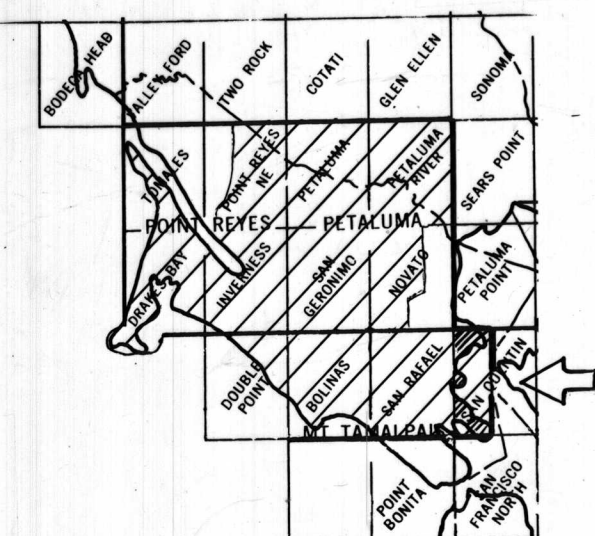 BODEGA HEAD
VALLEY FORD
TWO ROCK
COTATI
GLEN ELLEN
SONOMA
TOMALES
POINT REYES
NE
PETALUMA
PETALUMA
RIVER
SEARS POINT
POINT REYES
PETALUMA
DRAKES BAY
INVERNESS
SAN
GERONIMO
NOVATO
PETALUMA
POINT
DOUBLE
POINT
BOLINAS
SAN RAFAEL
SAN QUENTIN
MT TAMALPAIS
POINT
BONITA
SAN
FRANCISCO
NORTH